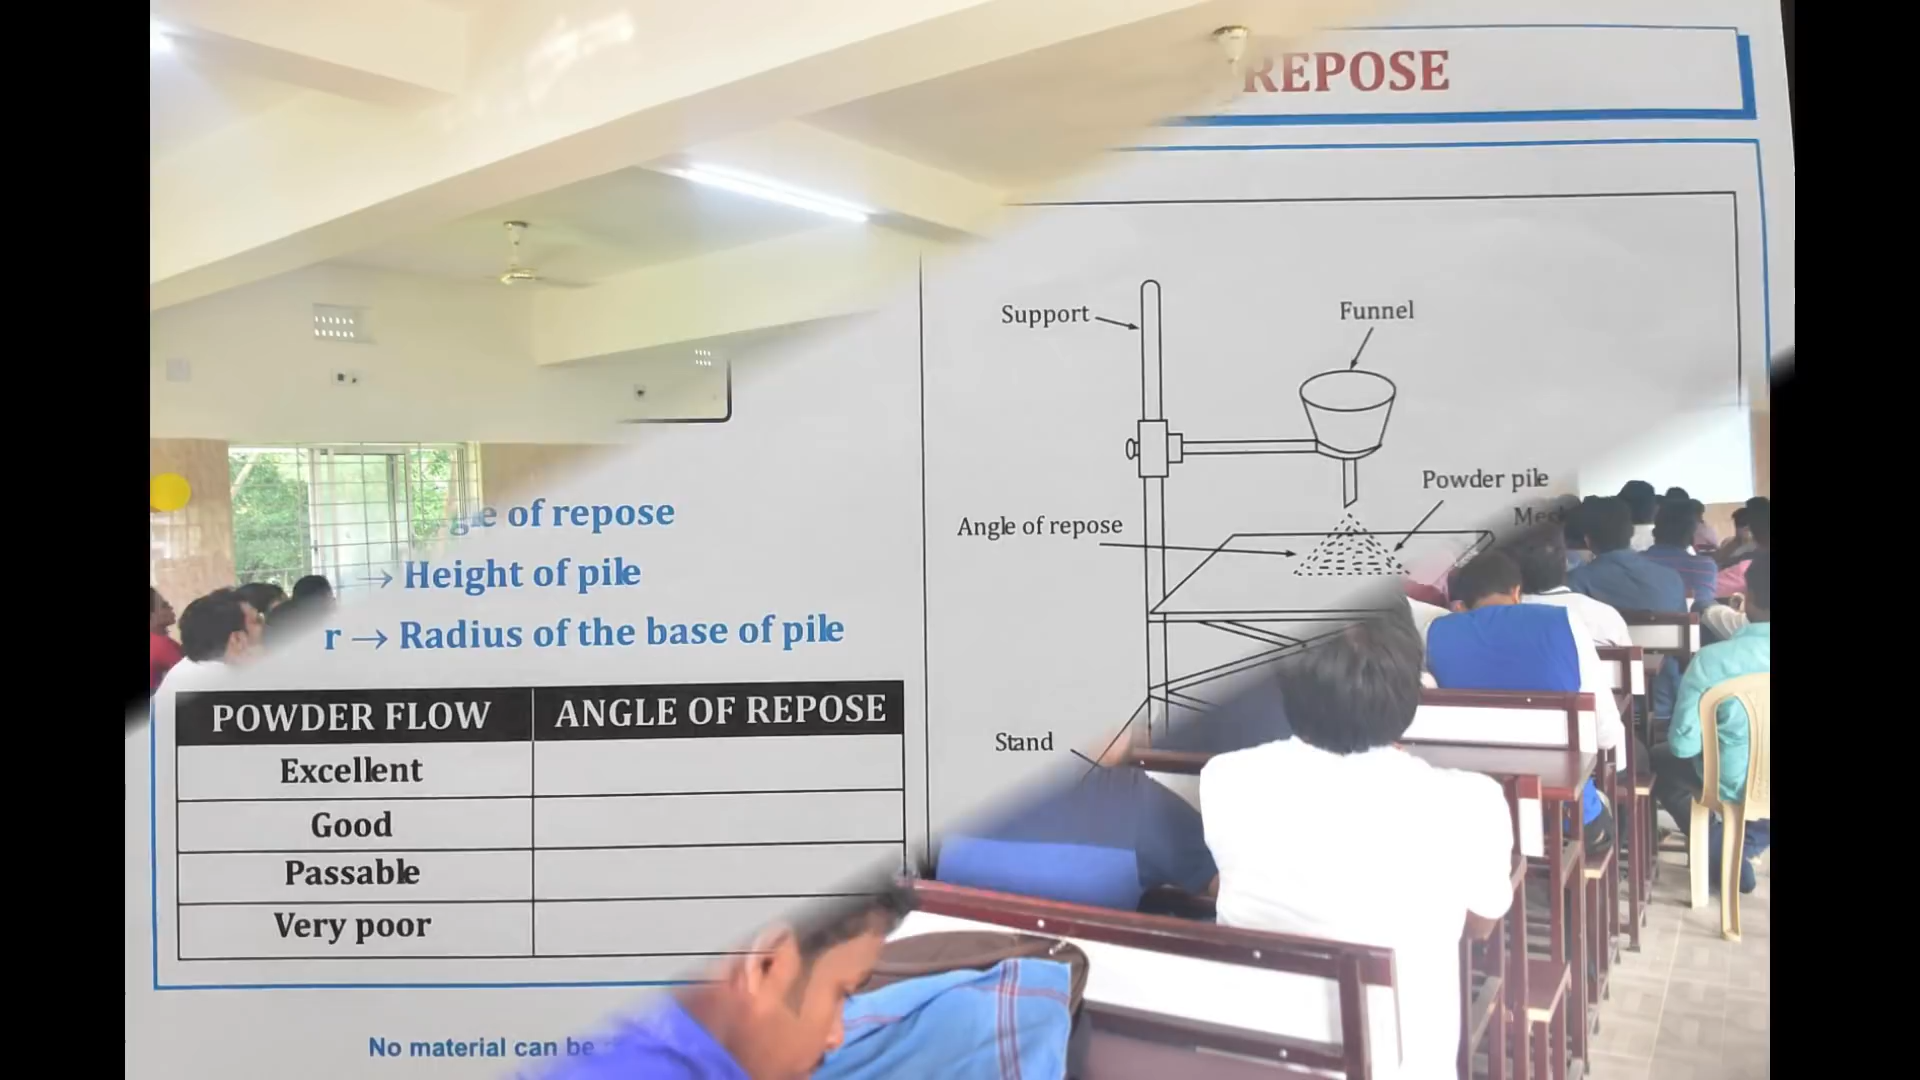 REPOSE
Support
Funnel
Powder pile
Angle of repose
of repose
→ Height of pile
r → Radius of the base of pile
POWDER FLOW ANGLE OF REPOSE
Excellent
Good
Passable
Very poor
Stand
No material can be